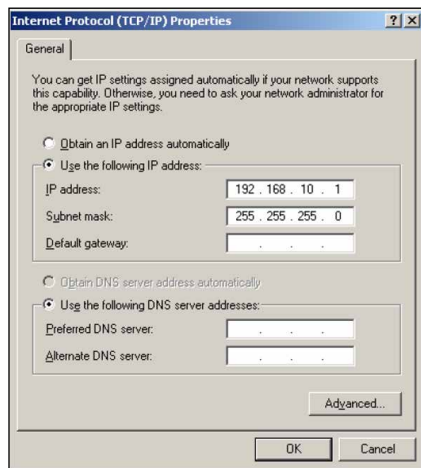 Internet Protocol (TCP/IP) Properties
General
You can get IP settings assigned automatically if your network supports
this capability. Otherwise, you need to ask your network administrator for
the appropriate IP settings.
Obtain an IP address automatically
Use the following IP address:
IP address: 192 . 168 . 10 . 1
Subnet mask: 255 . 255 . 255 . 0
Default gateway: . . .
Obtain DNS server address automatically
Use the following DNS server addresses:
Preferred DNS server: . . .
Alternate DNS server: . . .
Advanced...
OK Cancel